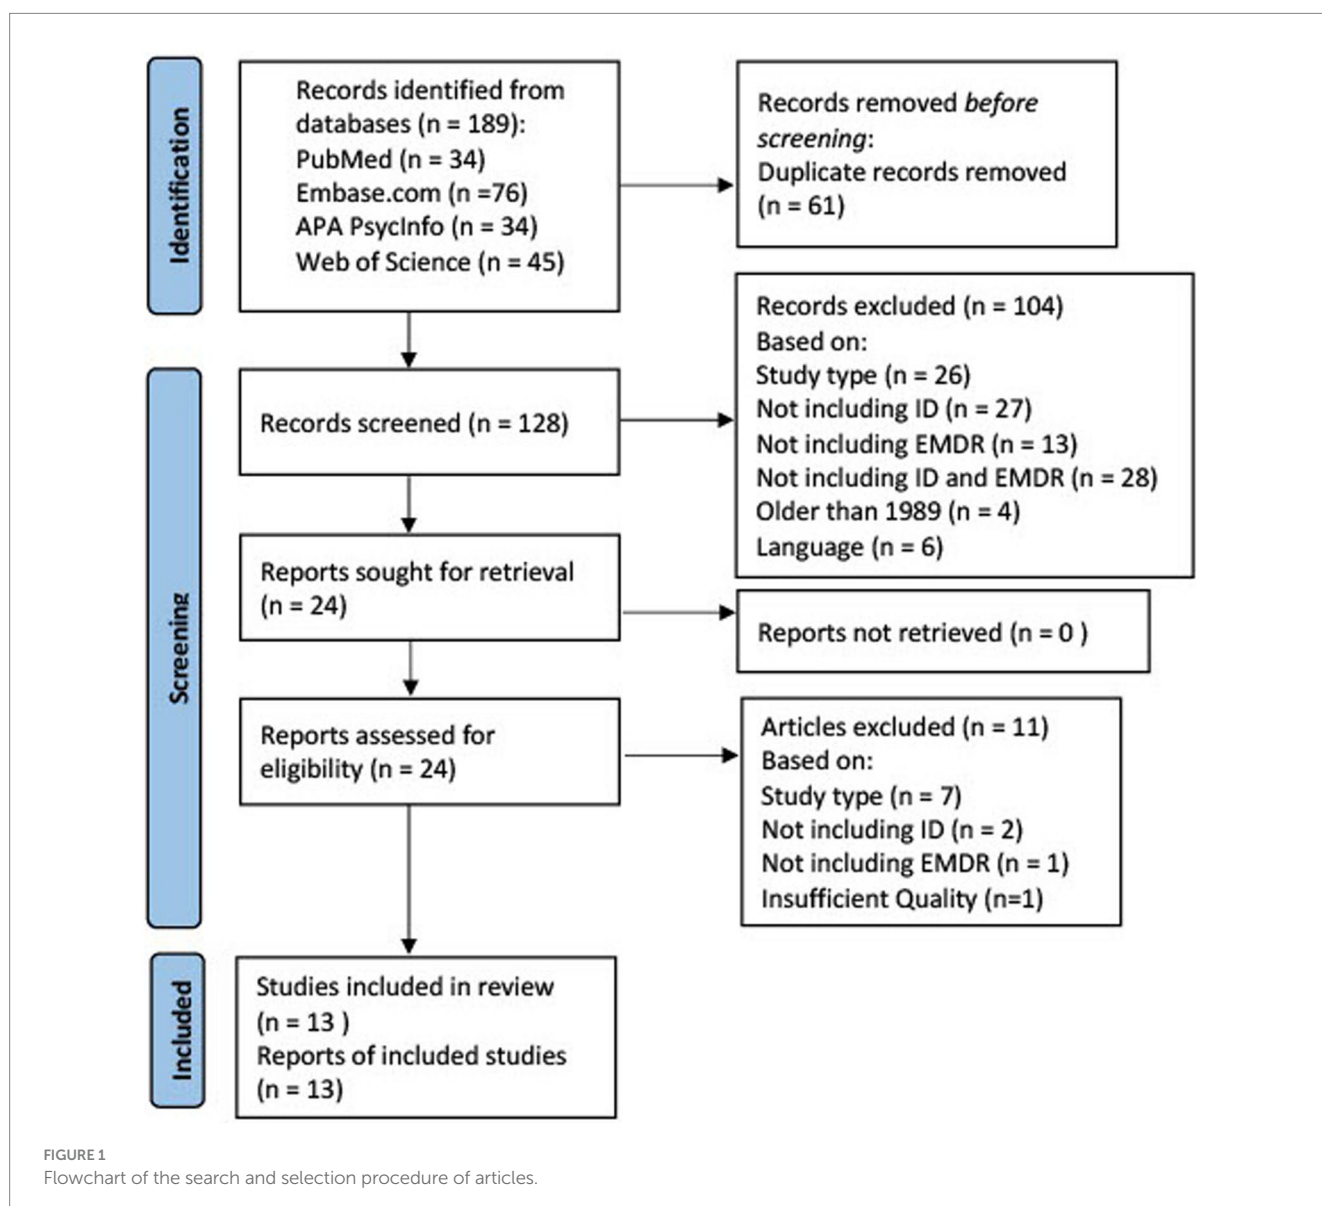 Identification
Records identified from
databases (n = 189):
PubMed (n = 34)
Embase.com (n =76)
APA PsycInfo (n = 34)
Web of Science (n = 45)
Records removed before
screening:
Duplicate records removed
(n = 61)
Screening
Records screened (n = 128)
Records excluded (n = 104)
Based on:
Study type (n = 26)
Not including ID (n = 27)
Not including EMDR (n = 13)
Not including ID and EMDR (n = 28)
Older than 1989 (n = 4)
Language (n = 6)
Reports sought for retrieval
(n = 24)
Reports not retrieved (n = 0 )
Reports assessed for
eligibility (n = 24)
Articles excluded (n = 11)
Based on:
Study type (n = 7)
Not including ID (n = 2)
Not including EMDR (n = 1)
Insufficient Quality (n=1)
Included
Studies included in review
(n = 13 )
Reports of included studies
(n = 13)
FIGURE 1
Flowchart of the search and selection procedure of articles.